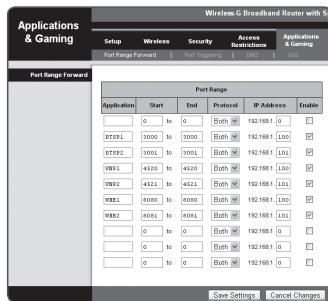 Wireless-G Broadband Router with S
Applications
& Gaming
Setup Wireless Security Access Restrictions Applications & Gaming
Port Range Forward | Port Triggering | DMZ | QoS
Port Range Forward
Port Range
Application Start End Protocol IP Address Enable
0 to 0 Both 192.168.1. 0
RTSP1 3000 to 3000 Both 192.168.1. 100
RTSP2 3001 to 3001 Both 192.168.1. 101
VNP1 4520 to 4520 Both 192.168.1. 100
VNP2 4521 to 4521 Both 192.168.1. 101
WEB1 8080 to 8080 Both 192.168.1. 100
WEB2 8081 to 8081 Both 192.168.1. 101
0 to 0 Both 192.168.1. 0
0 to 0 Both 192.168.1. 0
0 to 0 Both 192.168.1. 0
Save Settings Cancel Changes